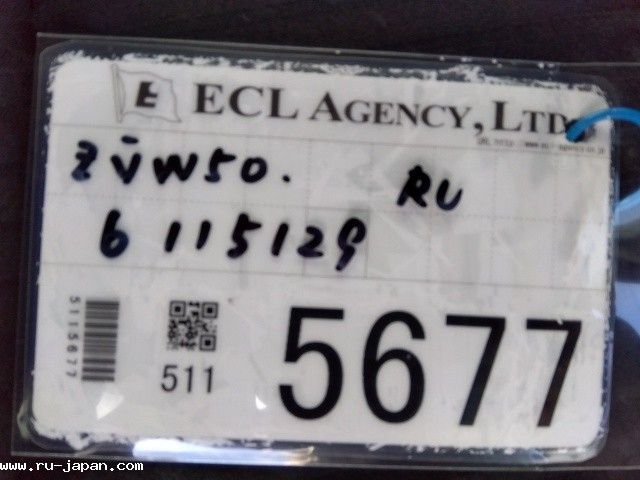 E ECL AGENCY, LTD.
ZVW50. RU
6 115129
5115677
511
5677
www.ru-japan.com